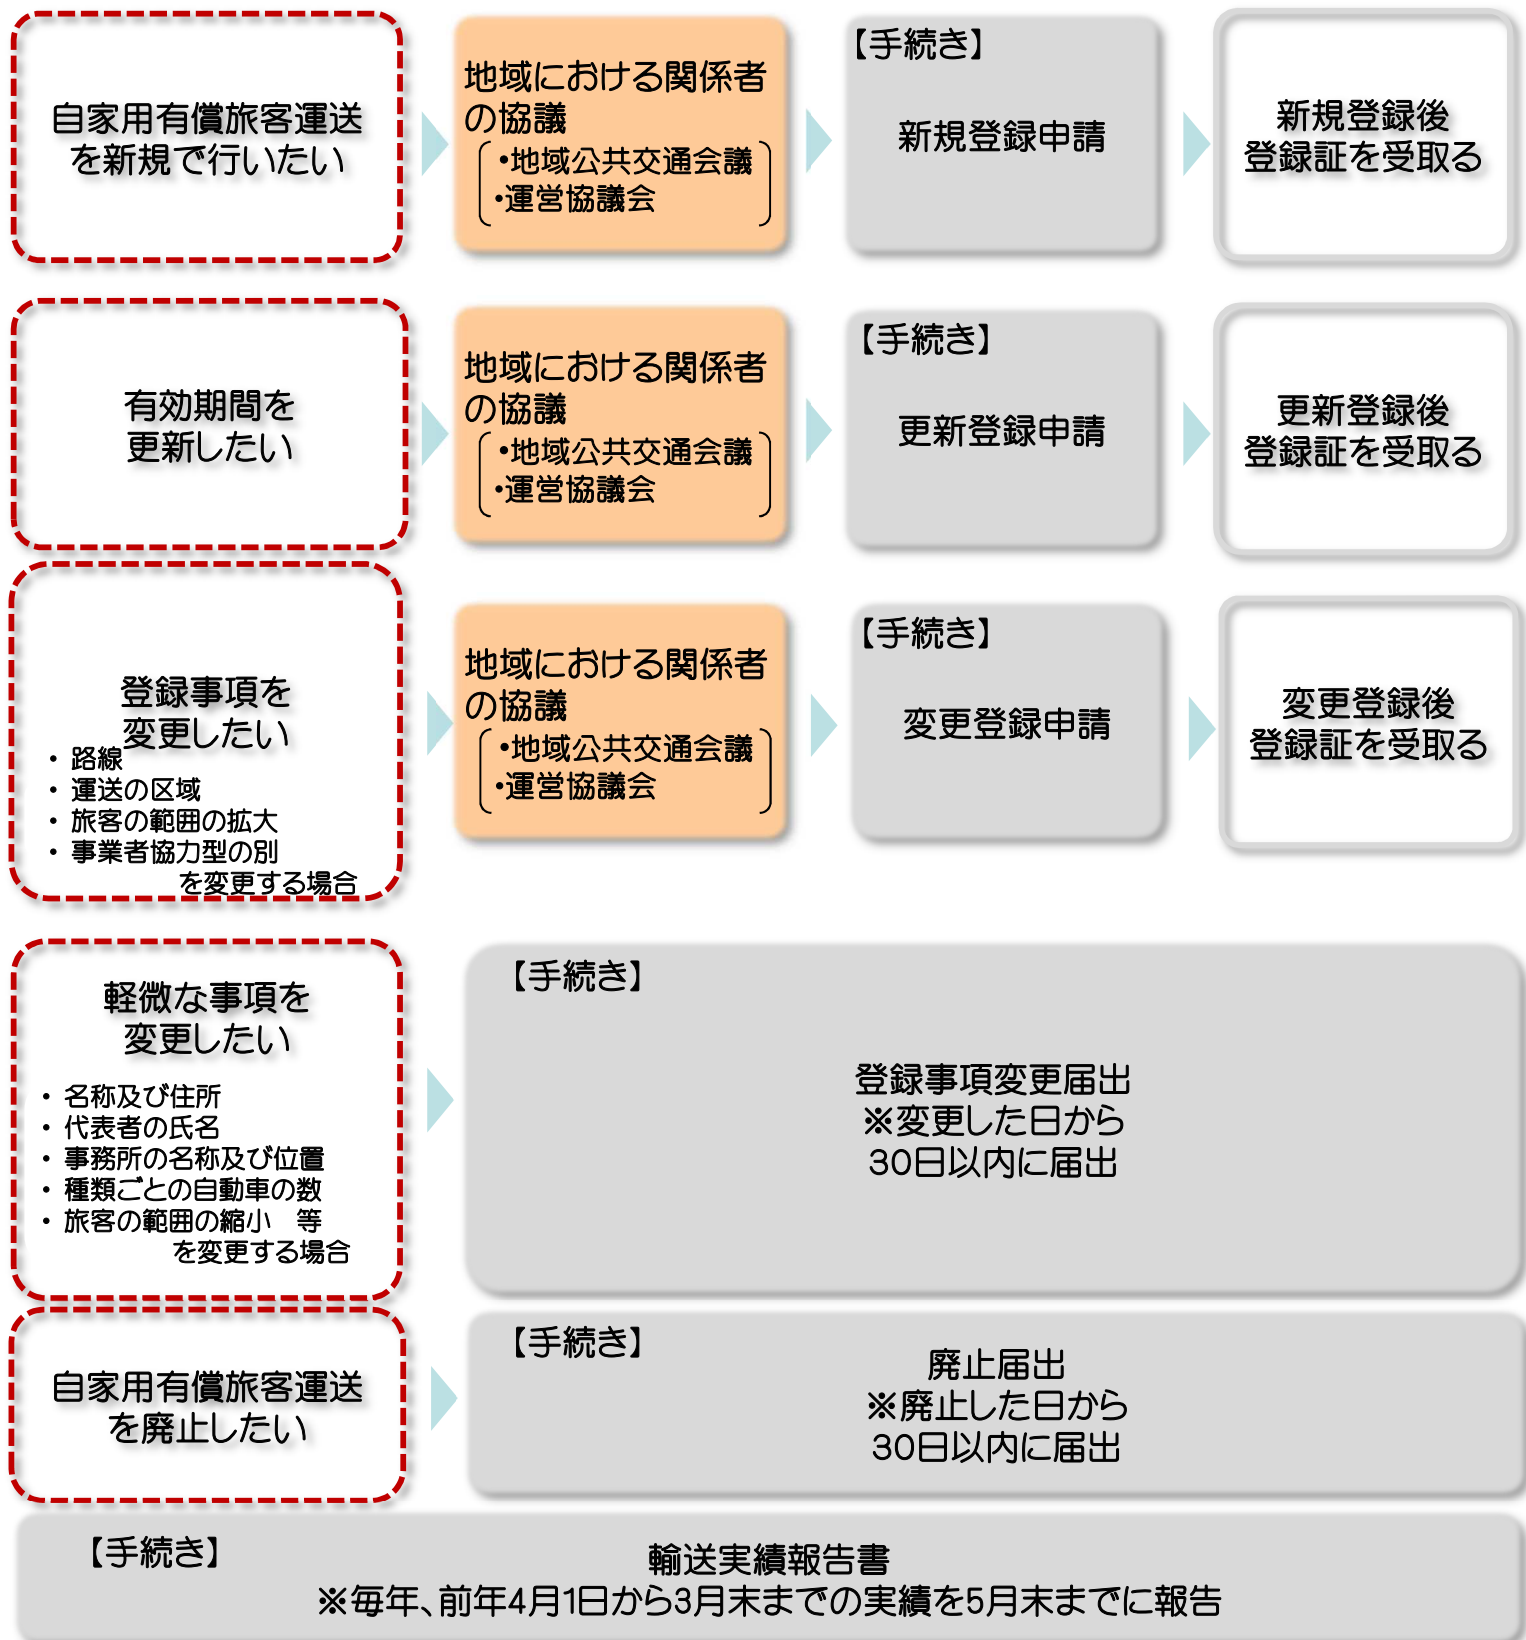 自家用有償旅客運送
を新規で行いたい
地域における関係者
の協議
・地域公共交通会議
・運営協議会
【手続き】
新規登録申請
新規登録後
登録証を受取る
有効期間を
更新したい
地域における関係者
の協議
・地域公共交通会議
・運営協議会
【手続き】
更新登録申請
更新登録後
登録証を受取る
登録事項を
変更したい
・ 路線
・ 運送の区域
・ 旅客の範囲の拡大
・ 事業者協力型の別
を変更する場合
地域における関係者
の協議
・地域公共交通会議
・運営協議会
【手続き】
変更登録申請
変更登録後
登録証を受取る
軽微な事項を
変更したい
・ 名称及び住所
・ 代表者の氏名
・ 事務所の名称及び位置
・ 種類ごとの自動車の数
・ 旅客の範囲の縮小　等
を変更する場合
【手続き】
登録事項変更届出
※変更した日から
30日以内に届出
自家用有償旅客運送
を廃止したい
【手続き】
廃止届出
※廃止した日から
30日以内に届出
【手続き】
輸送実績報告書
※毎年、前年4月1日から3月末までの実績を5月末までに報告